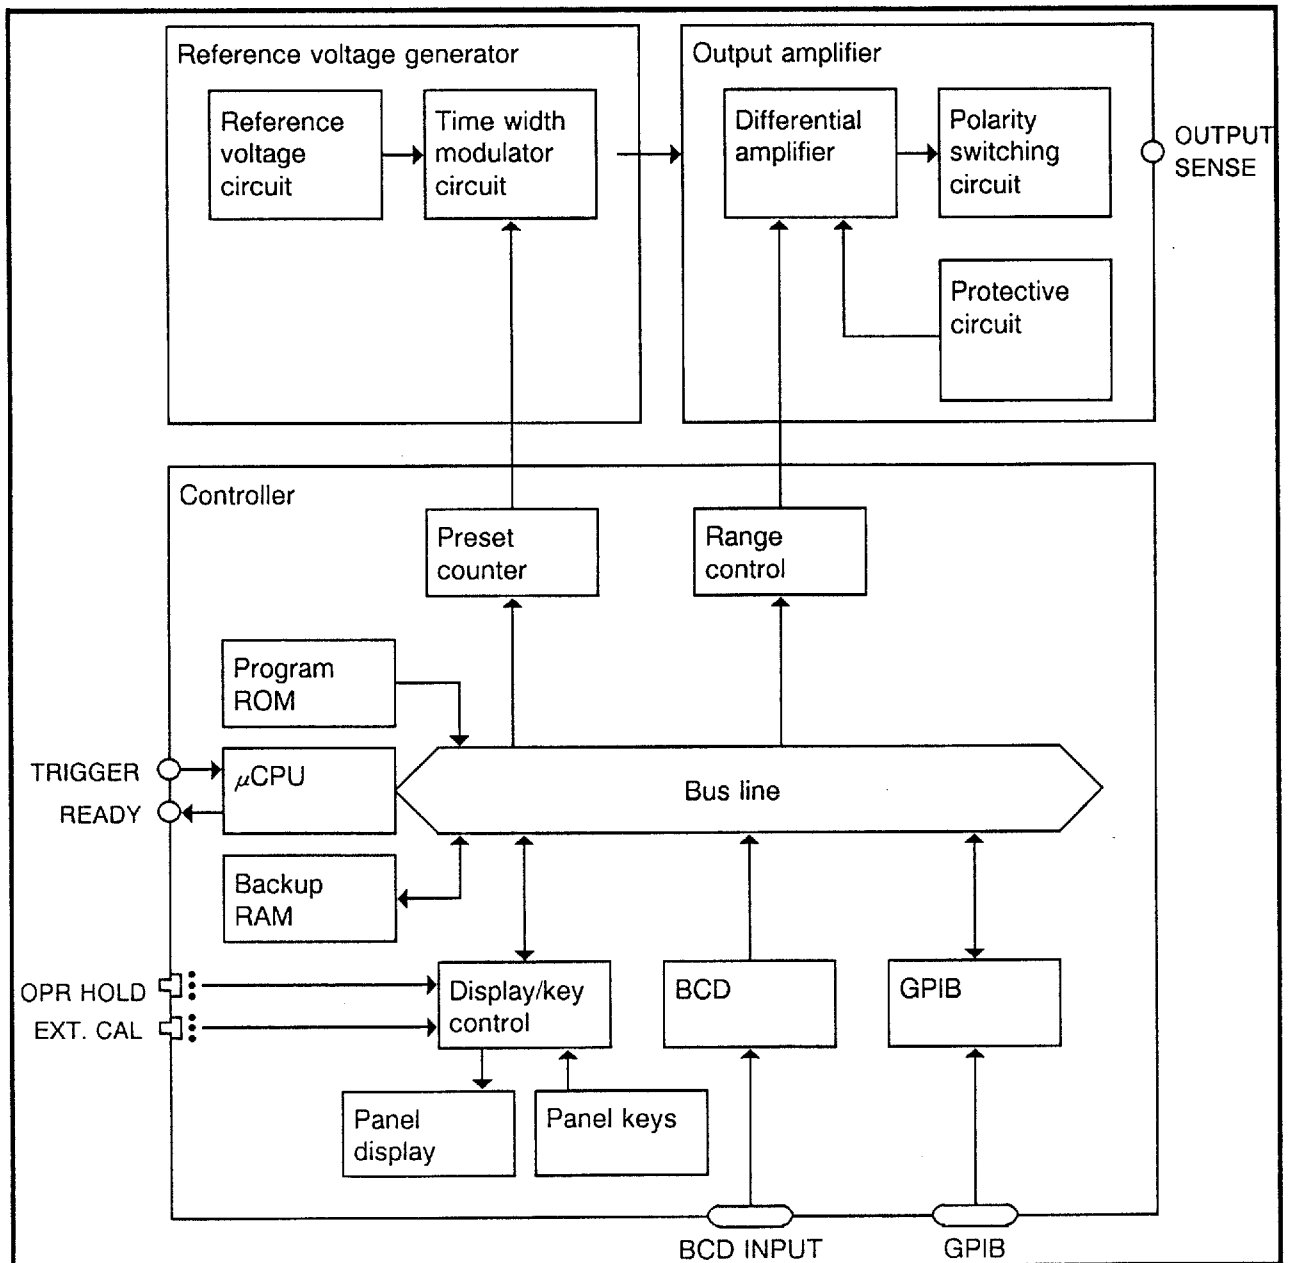 Reference voltage generator
Reference
voltage
circuit
Time width
modulator
circuit
Output amplifier
Differential
amplifier
Polarity
switching
circuit
OUTPUT
SENSE
Protective
circuit
Controller
Preset
counter
Range
control
Program
ROM
TRIGGER
READY
μCPU
Bus line
Backup
RAM
OPR HOLD
EXT. CAL
Display/key
control
BCD
GPIB
Panel
display
Panel keys
BCD INPUT
GPIB